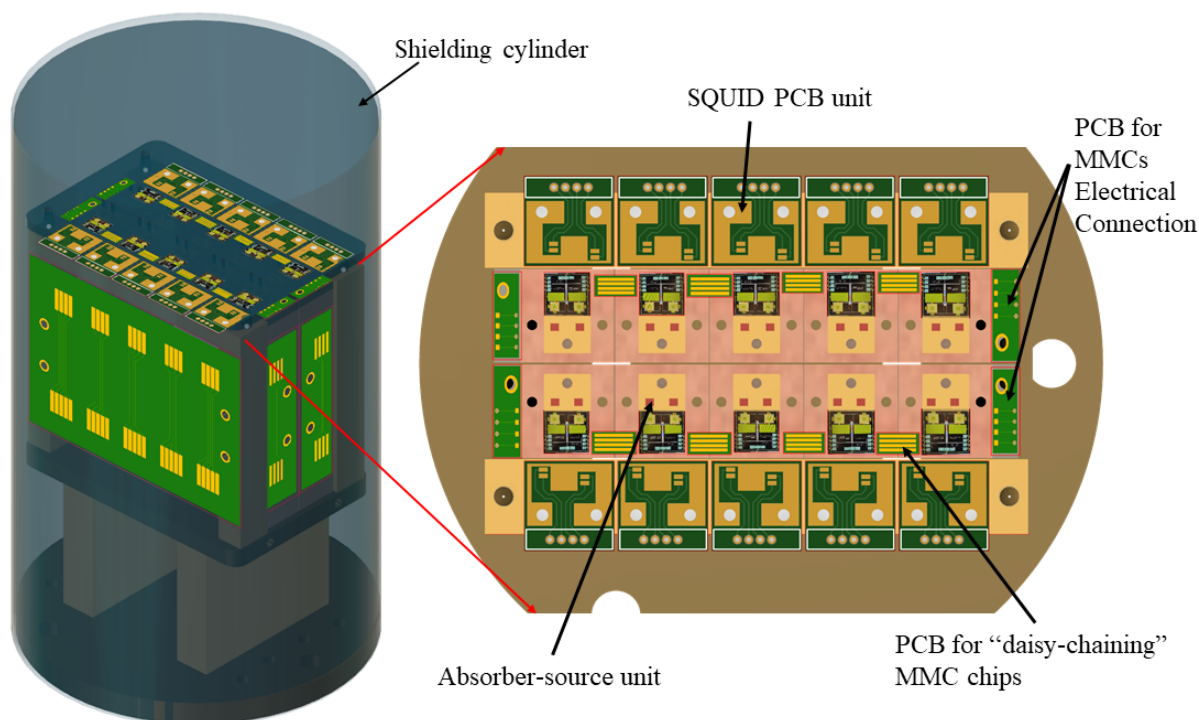 Shielding cylinder
SQUID PCB unit
PCB for
MMCs
Electrical
Connection
Absorber-source unit
PCB for “daisy-chaining”
MMC chips